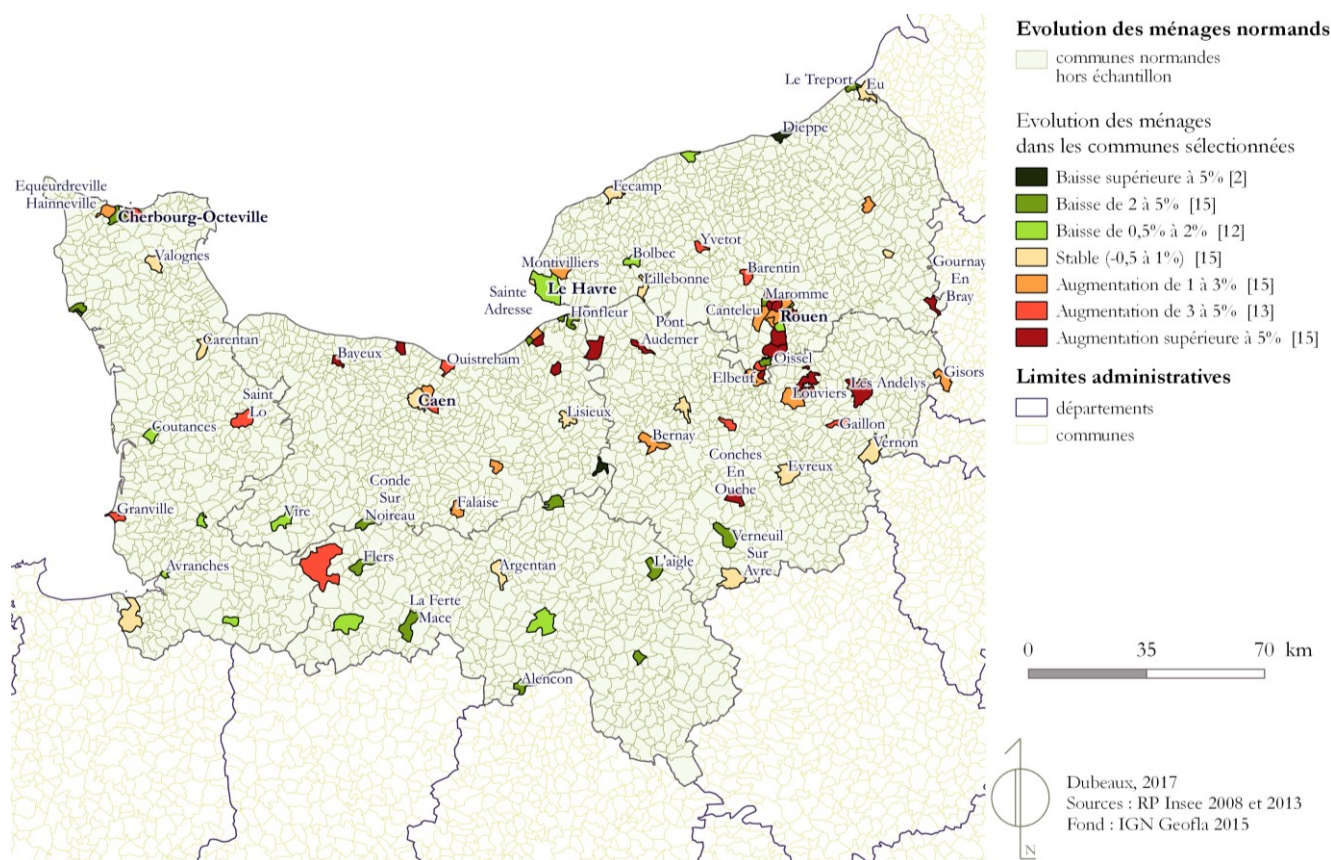 Le Treport
Eu
Dieppe
Fecamp
Equeurdreville
Hainneville
Cherbourg-Octeville
Valognes
Yvetot
Bolbec
Montivilliers
Lillebonne
Barentin
Gournay
En
Bray
Le Havre
Sainte
Adresse
Maromme
Canteleu
Rouen
Honfleur
Pont
Audemer
Carentan
Bayeux
Ouistreham
Oissel
Elbeuf
Les Andelys
Gisors
Louviers
Caen
Saint
Lo
Lisieux
Gaillon
Coutances
Bernay
Vernon
Conches
En
Ouche
Evreux
Conde
Sur
Noireau
Granville
Vire
Falaise
Verneuil
Sur
Avre
Avranches
Flers
Argentan
L'aigle
La Ferte
Mace
Alencon
Evolution des ménages normands
communes normandes
hors échantillon
Evolution des ménages
dans les communes sélectionnées
Baisse supérieure à 5% [2]
Baisse de 2 à 5% [15]
Baisse de 0,5% à 2% [12]
Stable (-0,5 à 1%) [15]
Augmentation de 1 à 3% [15]
Augmentation de 3 à 5% [13]
Augmentation supérieure à 5% [15]
Limites administratives
départements
communes
0 35 70 km
N
Dubeaux, 2017
Sources : RP Insee 2008 et 2013
Fond : IGN Geofla 2015